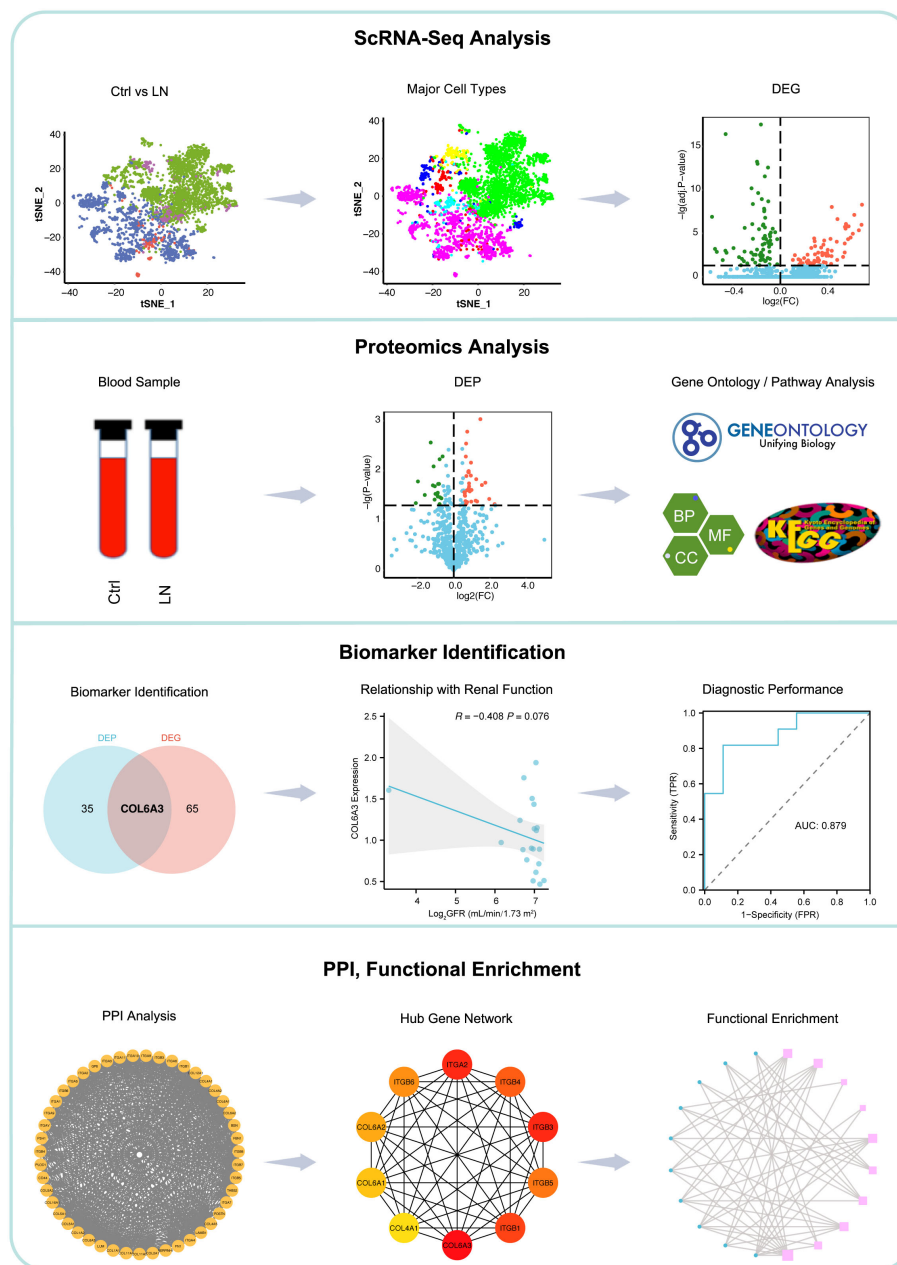 ScRNA-Seq Analysis
Ctrl vs LN
Major Cell Types
DEG
40
20
0
−20
−40
tSNE_2
−40
−20
0
20
tSNE_1
40
20
0
−20
−40
tSNE_2
−40
−20
0
20
tSNE_1
15
10
5
0
−lg(adj.P−value)
−0.4
0.0
0.4
log2(FC)
Proteomics Analysis
Blood Sample
DEP
Gene Ontology / Pathway Analysis
Ctrl
LN
3
2
1
0
−lg(P−value)
-2.0
0.0
2.0
4.0
log2(FC)
GENEONTOLOGY
Unifying Biology
BP
MF
CC
KEGG
Kyoto Encyclopedia of
Genes and Genomes
Biomarker Identification
Biomarker Identification
Relationship with Renal Function
Diagnostic Performance
DEP
DEG
35
COL6A3
65
R = −0.408 P = 0.076
2.5
2.0
1.5
1.0
0.5
COL6A3 Expression
4
5
6
7
Log₂GFR (mL/min/1.73 m²)
1.0
0.8
0.6
0.4
0.2
0.0
Sensitivity (TPR)
AUC: 0.879
0.0
0.2
0.4
0.6
0.8
1.0
1-Specificity (FPR)
PPI, Functional Enrichment
PPI Analysis
Hub Gene Network
Functional Enrichment
ITGA2
ITGB6
ITGB4
COL6A2
ITGB3
COL6A1
ITGB5
COL4A1
ITGB1
COL6A3